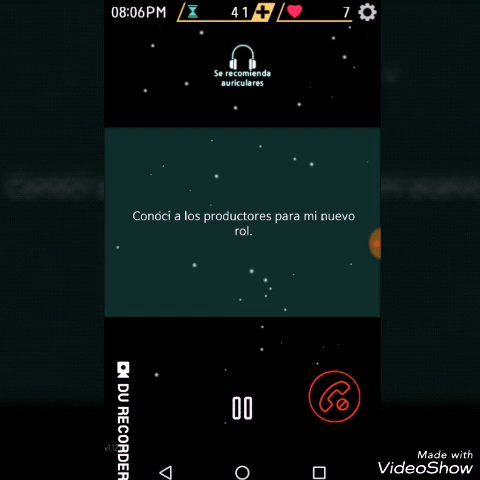 08:06PM 41 7
Se recomienda
auriculares
Conocí a los productores para mi nuevo
rol.
DU RECORDER
Made with
VideoShow